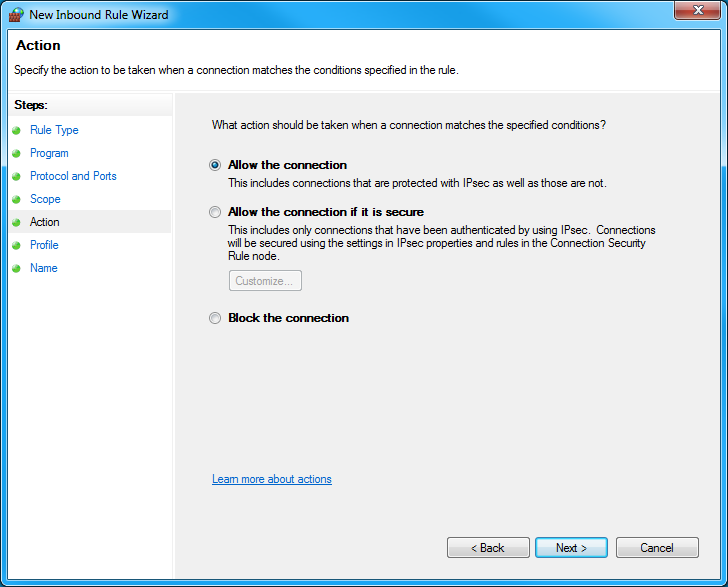 New Inbound Rule Wizard
Action
Specify the action to be taken when a connection matches the conditions specified in the rule.
Steps:
Rule Type
Program
Protocol and Ports
Scope
Action
Profile
Name
What action should be taken when a connection matches the specified conditions?
Allow the connection
This includes connections that are protected with IPsec as well as those are not.
Allow the connection if it is secure
This includes only connections that have been authenticated by using IPsec. Connections
will be secured using the settings in IPsec properties and rules in the Connection Security
Rule node.
Customize...
Block the connection
Learn more about actions
< Back
Next >
Cancel